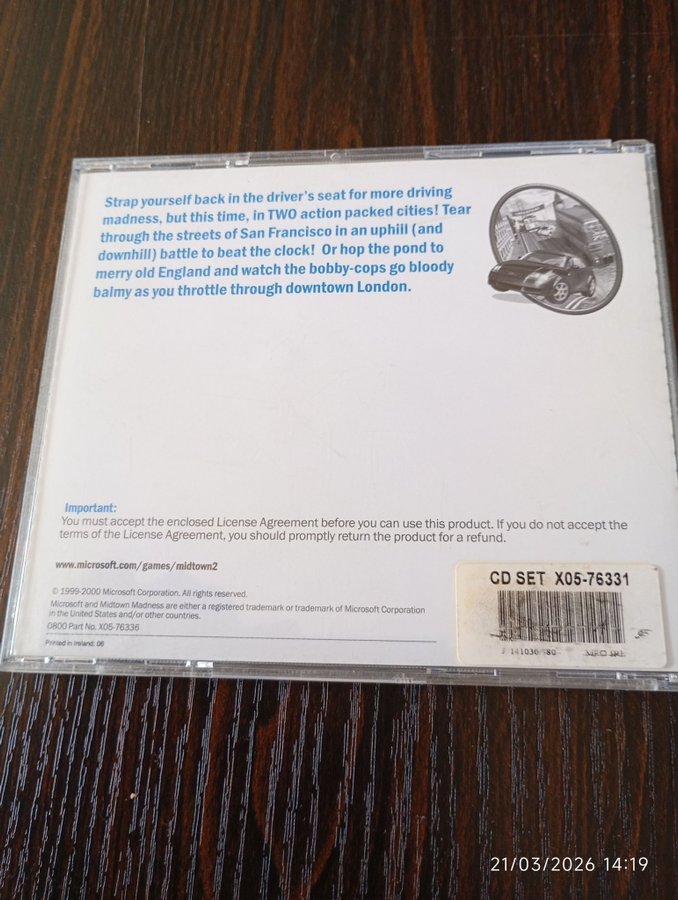 Strap yourself back in the driver's seat for more driving
madness, but this time, in TWO action packed cities! Tear
through the streets of San Francisco in an uphill (and
downhill) battle to beat the clock! Or hop the pond to
merry old England and watch the bobby-cops go bloody
balmy as you throttle through downtown London.
Important:
You must accept the enclosed License Agreement before you can use this product. If you do not accept the
terms of the License Agreement, you should promptly return the product for a refund.
www.microsoft.com/games/midtown2
© 1999-2000 Microsoft Corporation. All rights reserved.
Microsoft and Midtown Madness are either a registered trademark or trademark of Microsoft Corporation
in the United States and/or other countries.
0800 Part No. X05-76336
Printed in Ireland. 06
CD SET X05-76331
21/03/2026 14:19